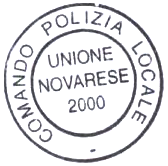 COMANDO POLIZIA LOCALE
UNIONE
NOVARESE
2000